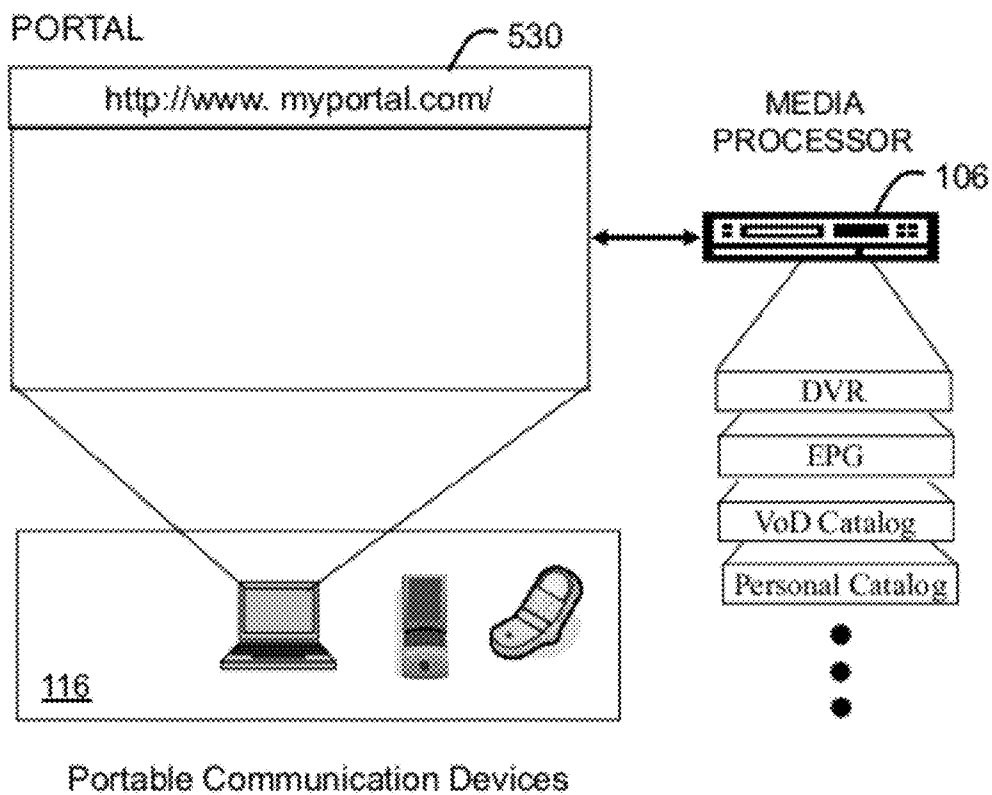 PORTAL
530
http://www. myportal.com/
MEDIA
PROCESSOR
106
DVR
EPG
VoD Catalog
Personal Catalog
116
Portable Communication Devices